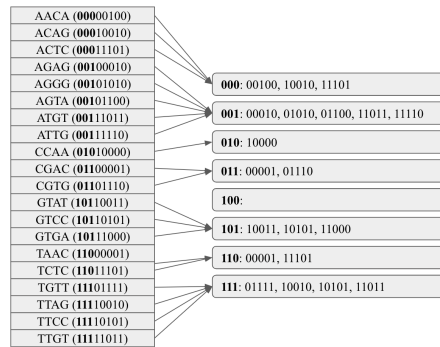 AACA (00000100)
ACAG (00010010)
ACTC (00011101)
AGAG (00100010)
AGGG (00101010)
AGTA (00101100)
ATGT (00111011)
ATTG (00111110)
CCAA (01010000)
CGAC (01100001)
CGTG (01101110)
GTAT (10110011)
GTCC (10110101)
GTGA (10111000)
TAAC (11000001)
TCTC (11011101)
TGTT (11101111)
TTAG (11110010)
TTCC (11110101)
TTGT (11111011)
000: 00100, 10010, 11101
001: 00010, 01010, 01100, 11011, 11110
010: 10000
011: 00001, 01110
100:
101: 10011, 10101, 11000
110: 00001, 11101
111: 01111, 10010, 10101, 11011